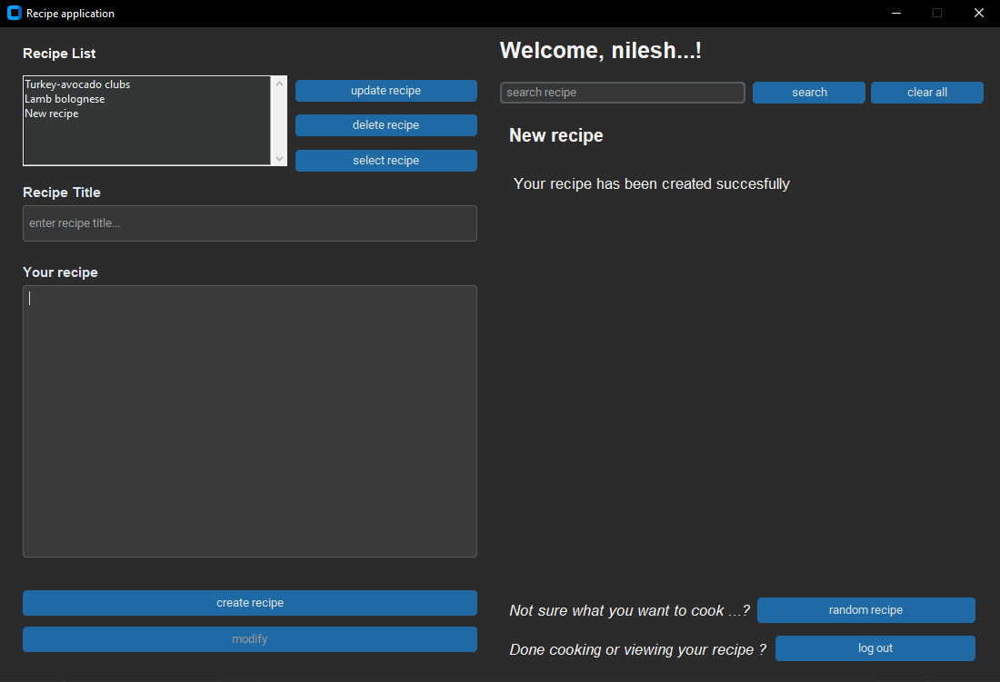 Recipe application
Recipe List
Turkey-avocado clubs
Lamb bolognese
New recipe
update recipe
delete recipe
select recipe
Recipe Title
enter recipe title...
Your recipe
create recipe
modify
Welcome, nilesh...!
search recipe
search
clear all
New recipe
Your recipe has been created succesfully
Not sure what you want to cook ...?
random recipe
Done cooking or viewing your recipe ?
log out